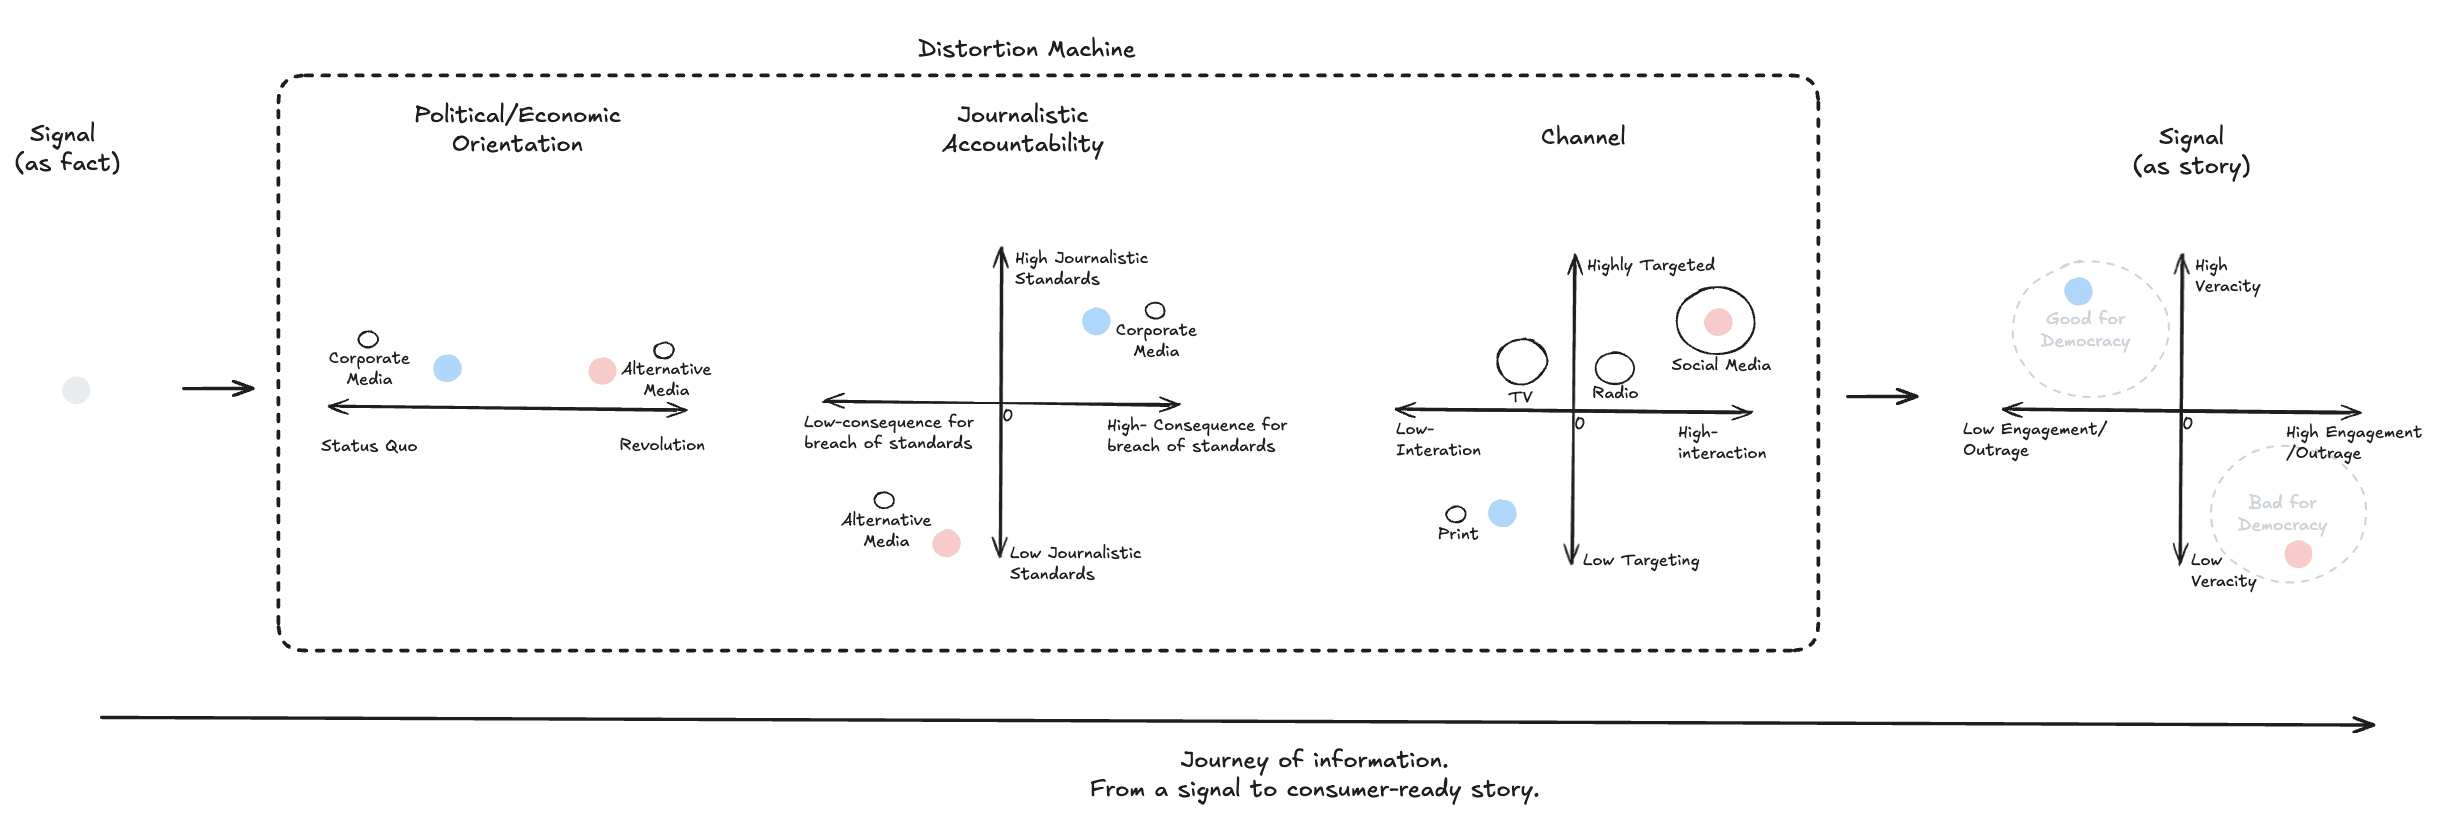 Distortion Machine
Signal
(as fact)
Political/Economic
Orientation
Corporate
Media
Alternative
Media
Status Quo
Revolution
Journalistic
Accountability
High Journalistic
Standards
Corporate
Media
0
Low-consequence for
breach of standards
High- Consequence for
breach of standards
Alternative
Media
Low Journalistic
Standards
Channel
Highly Targeted
Social Media
TV
Radio
0
Low-
Interation
High-
interaction
Print
Low Targeting
Signal
(as story)
High
Veracity
Good for
Democracy
0
Low Engagement/
Outrage
High Engagement
/Outrage
Bad for
Democracy
Low
Veracity
Journey of information.
From a signal to consumer-ready story.